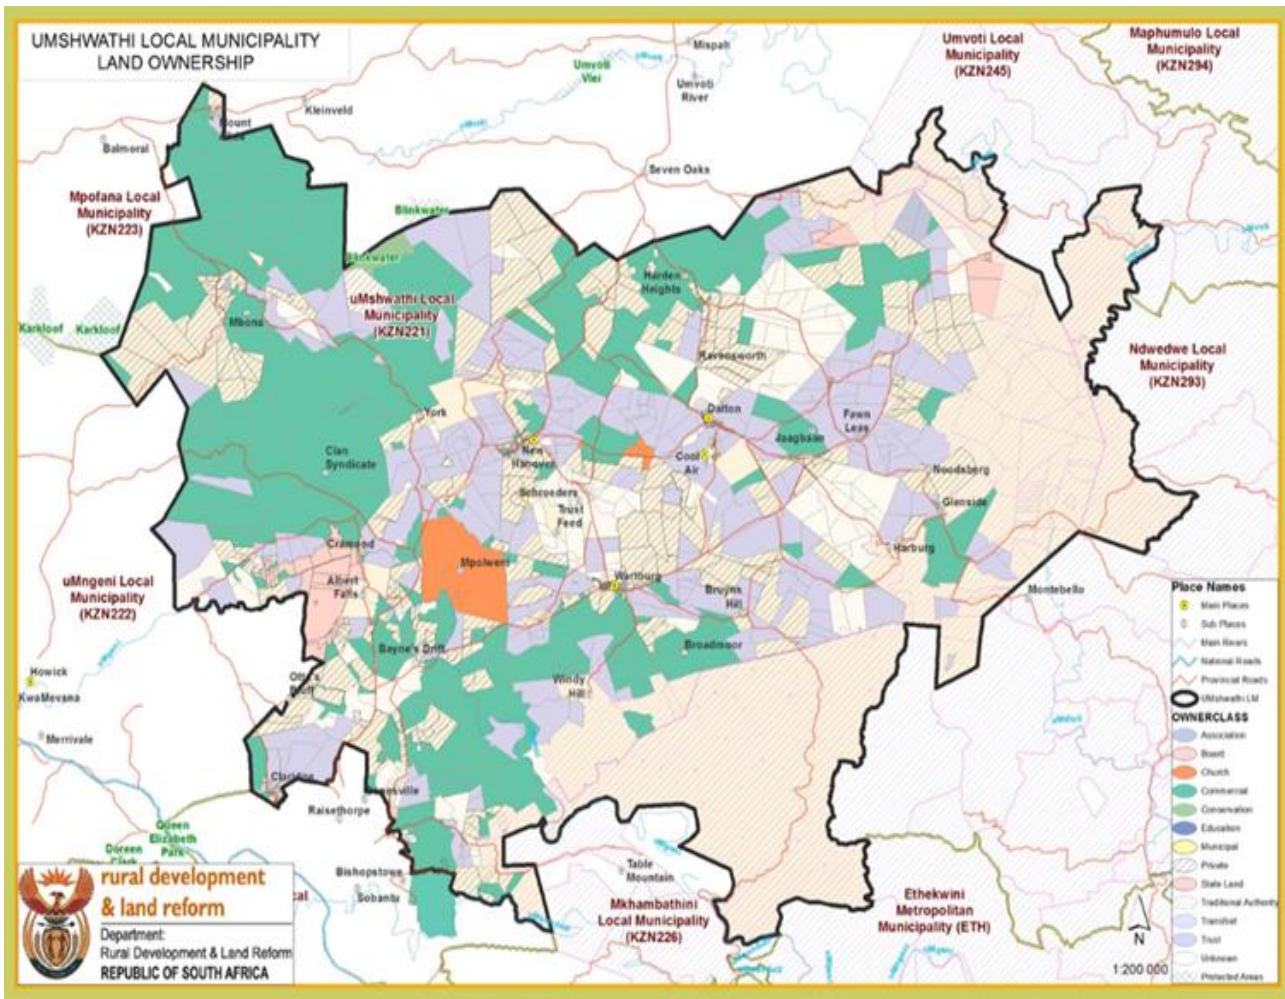 UMSHWATHI LOCAL MUNICIPALITY
LAND OWNERSHIP
Mispah
Umvoti
Vlei
Umvoti
River
Umvoti Local
Municipality
(KZN245)
Maphumulo Local
Municipality
(KZN294)
Kleinveld
Balmoral
Seven Oaks
Mpofana Local
Municipality
(KZN223)
Blinkwater
Blinkwater
Harden
Heights
uMshwathi Local
Municipality
(KZN221)
Karkloof
Karkloof
Mbona
Ravensworth
Ndwedwe Local
Municipality
(KZN293)
York
Dalton
Fawn
Leas
Jaagbaan
New
Hanover
Cool
Air
Clan
Syndicate
Noodsberg
Schroeders
Glenside
Trust
Feed
Cramond
Harburg
Mpolweni
Albert
Falls
Wartburg
Bruyns
Hill
Montebello
uMngeni Local
Municipality
(KZN222)
Bayne's Drift
Broadmoor
Howick
KwaMevana
Windy
Hill
Merrivale
Raisethorpe
Queen
Elizabeth
Park
Doreen
Bishopstowe
Sobantu
Table
Mountain
Mkhambathini
Local Municipality
(KZN226)
Ethekwini
Metropolitan
Municipality (ETH)
Place Names
Main Places
Sub Places
Main Rivers
National Roads
Provincial Roads
UMshwathi LM
OWNERCLASS
Association
Board
Church
Commercial
Conservation
Education
Municipal
Private
State Land
Traditional Authority
Transnet
Trust
Unknown
Protected Areas
N
1:200 000
rural development
& land reform
Department:
Rural Development & Land Reform
REPUBLIC OF SOUTH AFRICA